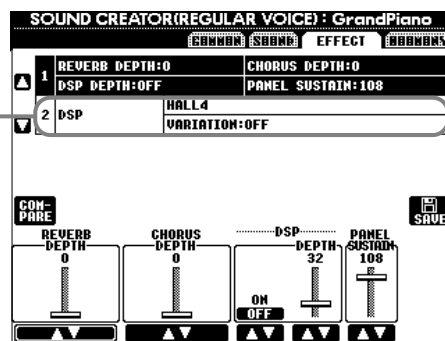 SOUND CREATOR(REGULAR VOICE) : GrandPiano
COMMON SOUND EFFECT HARMONY
1 REVERB DEPTH:0 CHORUS DEPTH:0
DSP DEPTH:OFF PANEL SUSTAIN:108
2 DSP HALL4
VARIATION:OFF
COM-
PARE
SAVE
REVERB CHORUS DSP PANEL
DEPTH DEPTH DEPTH SUSTAIN
0 0 32 108
ON
OFF